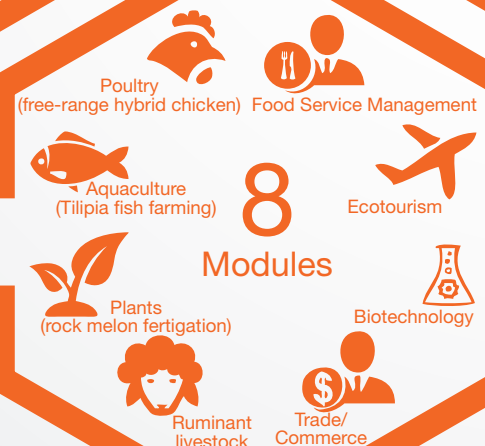 Poultry
(free-range hybrid chicken)
Food Service Management
Aquaculture
(Tilipia fish farming)
8
Modules
Ecotourism
Plants
(rock melon fertigation)
Biotechnology
Ruminant
livestock
Trade/
Commerce
$